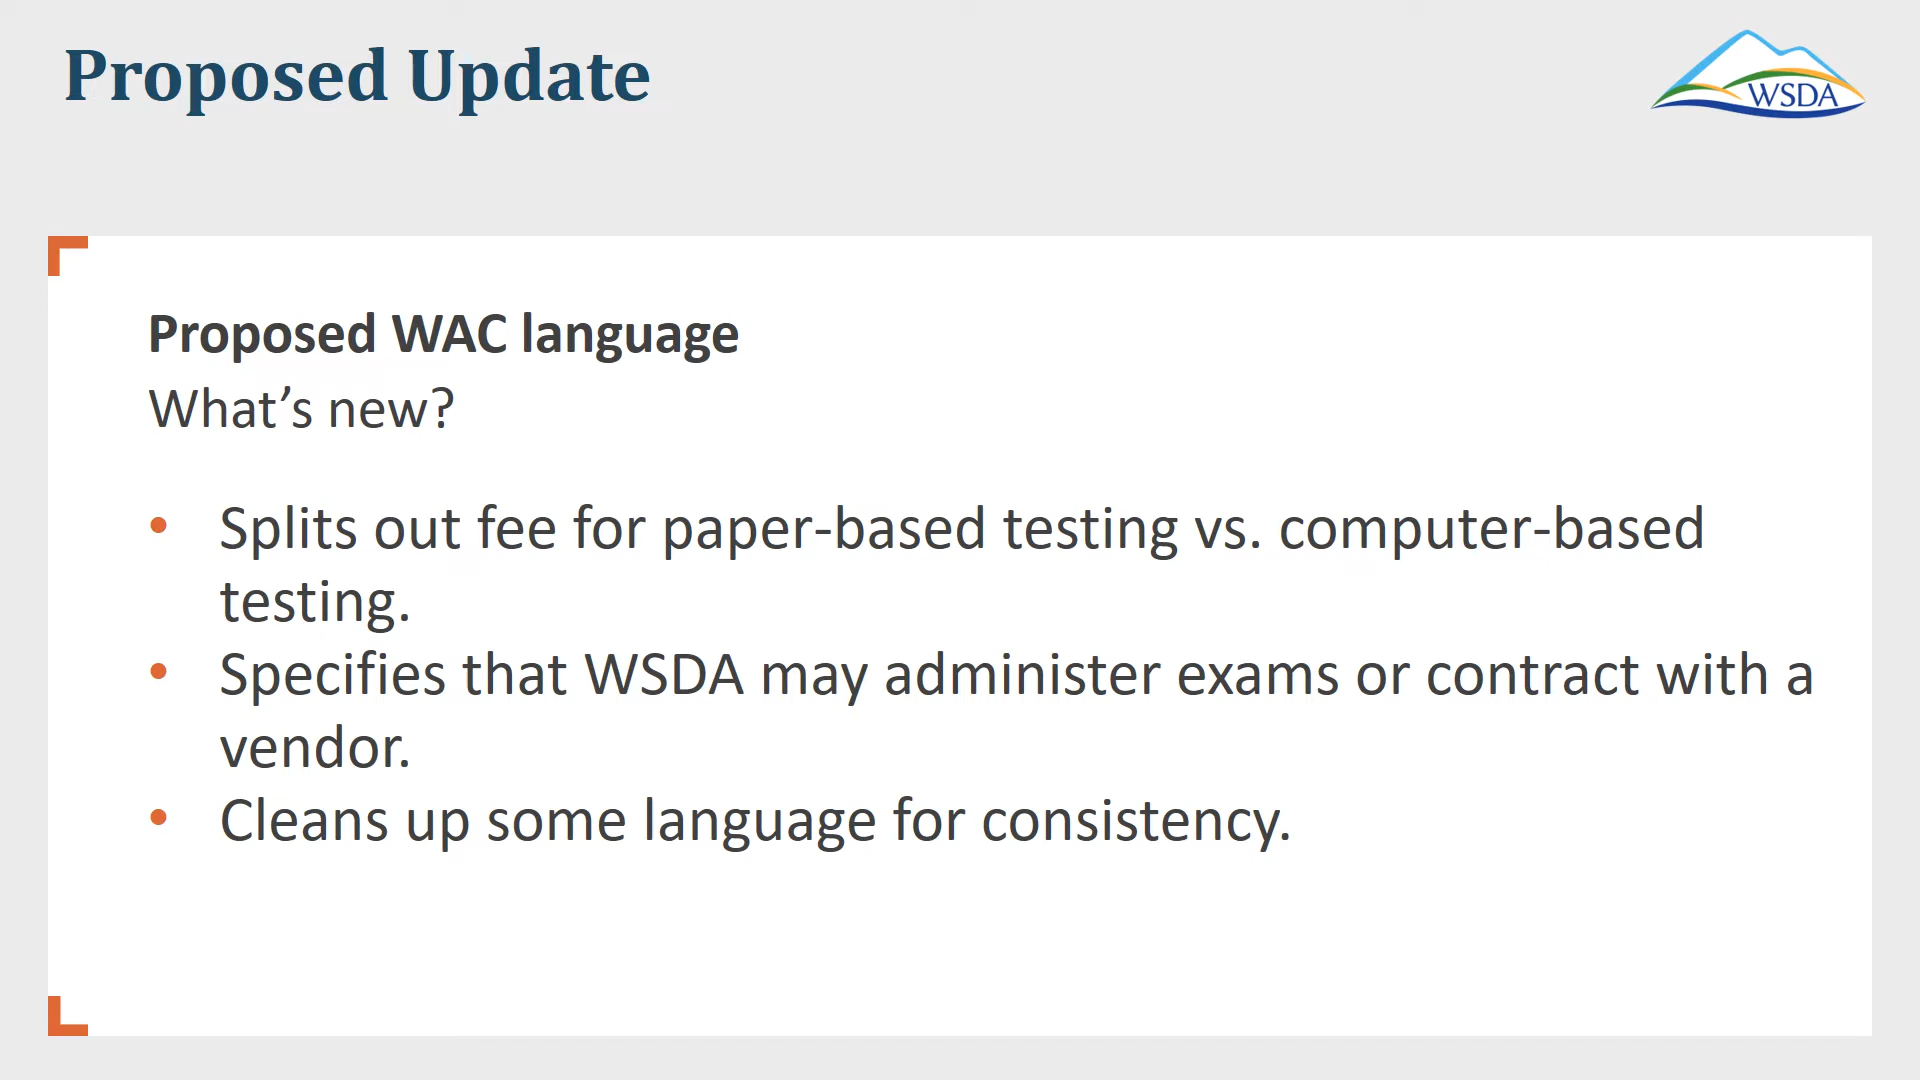 Proposed Update
WSDA
Proposed WAC language
What’s new?
• Splits out fee for paper-based testing vs. computer-based
testing.
• Specifies that WSDA may administer exams or contract with a
vendor.
• Cleans up some language for consistency.